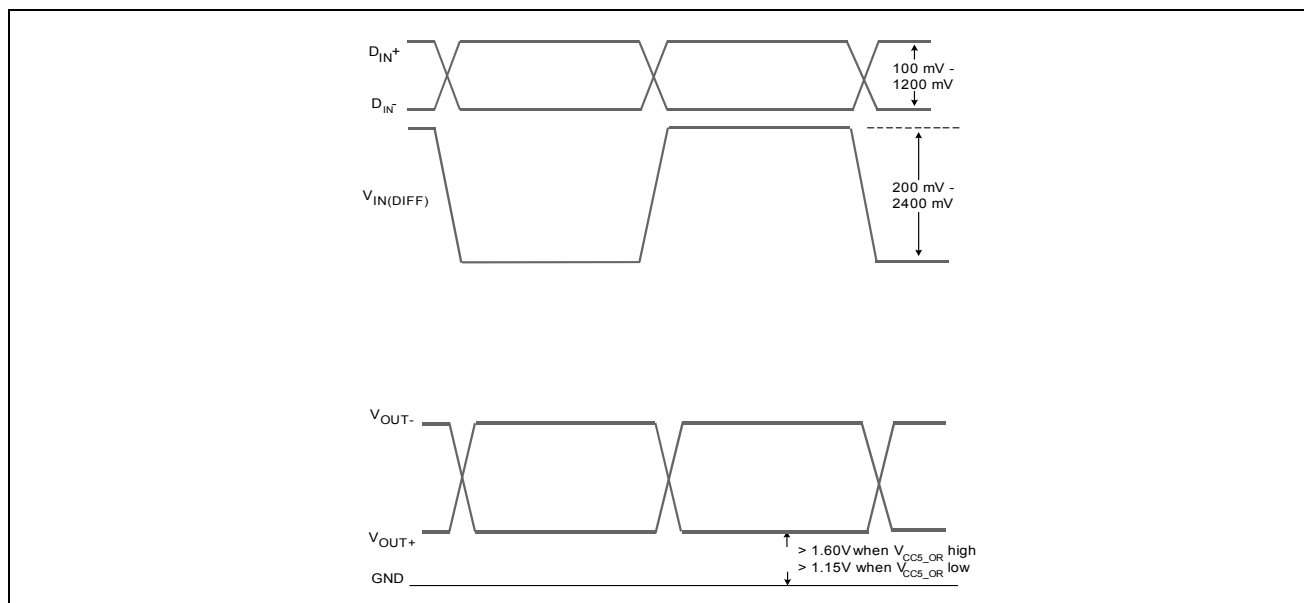 D_IN+
100 mV -
1200 mV
D_IN-
V_IN(DIFF)
200 mV -
2400 mV
V_OUT-
V_OUT+
> 1.60V when V_CC5_OR high
> 1.15V when V_CC5_OR low
GND